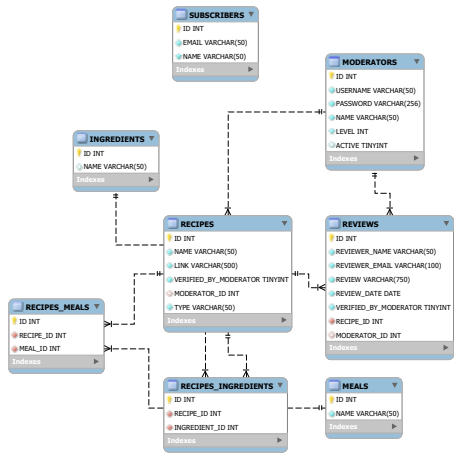 SUBSCRIBERS
ID INT
EMAIL VARCHAR(50)
NAME VARCHAR(50)
Indexes
MODERATORS
ID INT
USERNAME VARCHAR(50)
PASSWORD VARCHAR(256)
NAME VARCHAR(50)
LEVEL INT
ACTIVE TINYINT
Indexes
INGREDIENTS
ID INT
NAME VARCHAR(50)
Indexes
RECIPES
ID INT
NAME VARCHAR(50)
LINK VARCHAR(500)
VERIFIED_BY_MODERATOR TINYINT
MODERATOR_ID INT
TYPE VARCHAR(50)
Indexes
REVIEWS
ID INT
REVIEWER_NAME VARCHAR(50)
REVIEWER_EMAIL VARCHAR(100)
REVIEW VARCHAR(750)
REVIEW_DATE DATE
VERIFIED_BY_MODERATOR TINYINT
RECIPE_ID INT
MODERATOR_ID INT
Indexes
RECIPES_MEALS
ID INT
RECIPE_ID INT
MEAL_ID INT
Indexes
RECIPES_INGREDIENTS
ID INT
RECIPE_ID INT
INGREDIENT_ID INT
Indexes
MEALS
ID INT
NAME VARCHAR(50)
Indexes